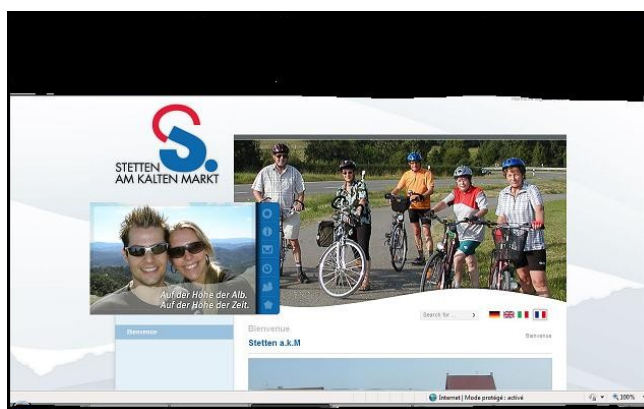 STETTEN
AM KALTEN MARKT
Auf der Höhe der Alb.
Auf der Höhe der Zeit.
Search for ...
Bienvenue
Bienvenue
Bienvenue
Stetten a.k.M
Internet | Mode protégé : activé
100%